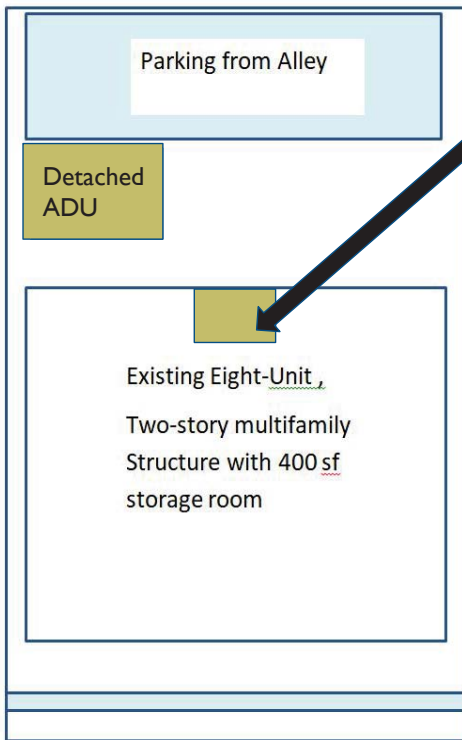 Parking from Alley
Detached
ADU
Existing Eight-Unit ,
Two-story multifamily
Structure with 400 sf
storage room